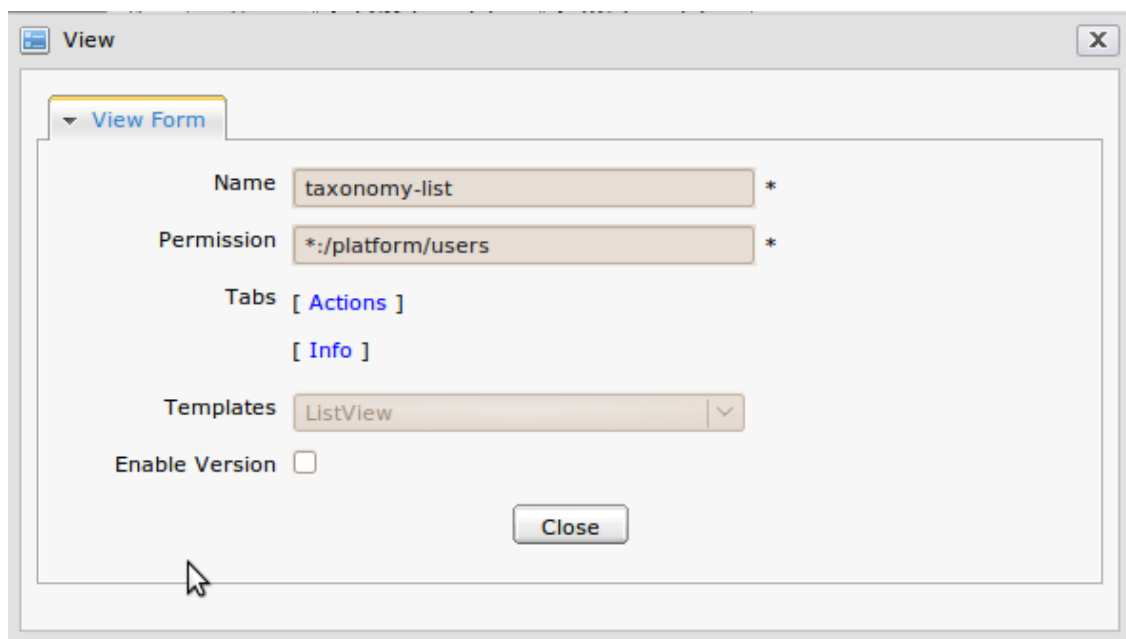 View
X
View Form
Name taxonomy-list *
Permission *:/platform/users *
Tabs [ Actions ]
[ Info ]
Templates ListView
Enable Version
Close